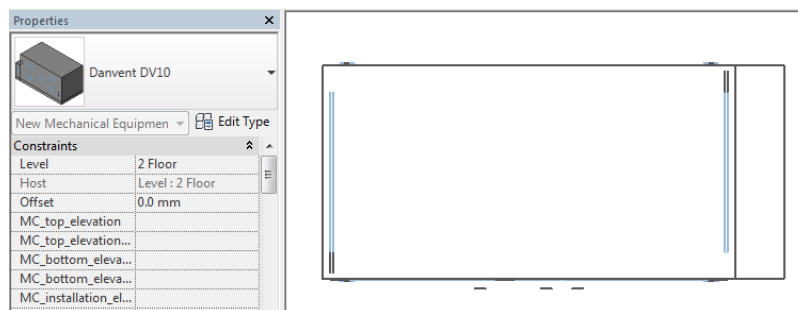 Properties
Danvent DV10
New Mechanical Equipmen
Edit Type
Constraints
Level 2 Floor
Host Level : 2 Floor
Offset 0.0 mm
MC_top_elevation
MC_top_elevation...
MC_bottom_eleva...
MC_bottom_eleva...
MC_installation_el...